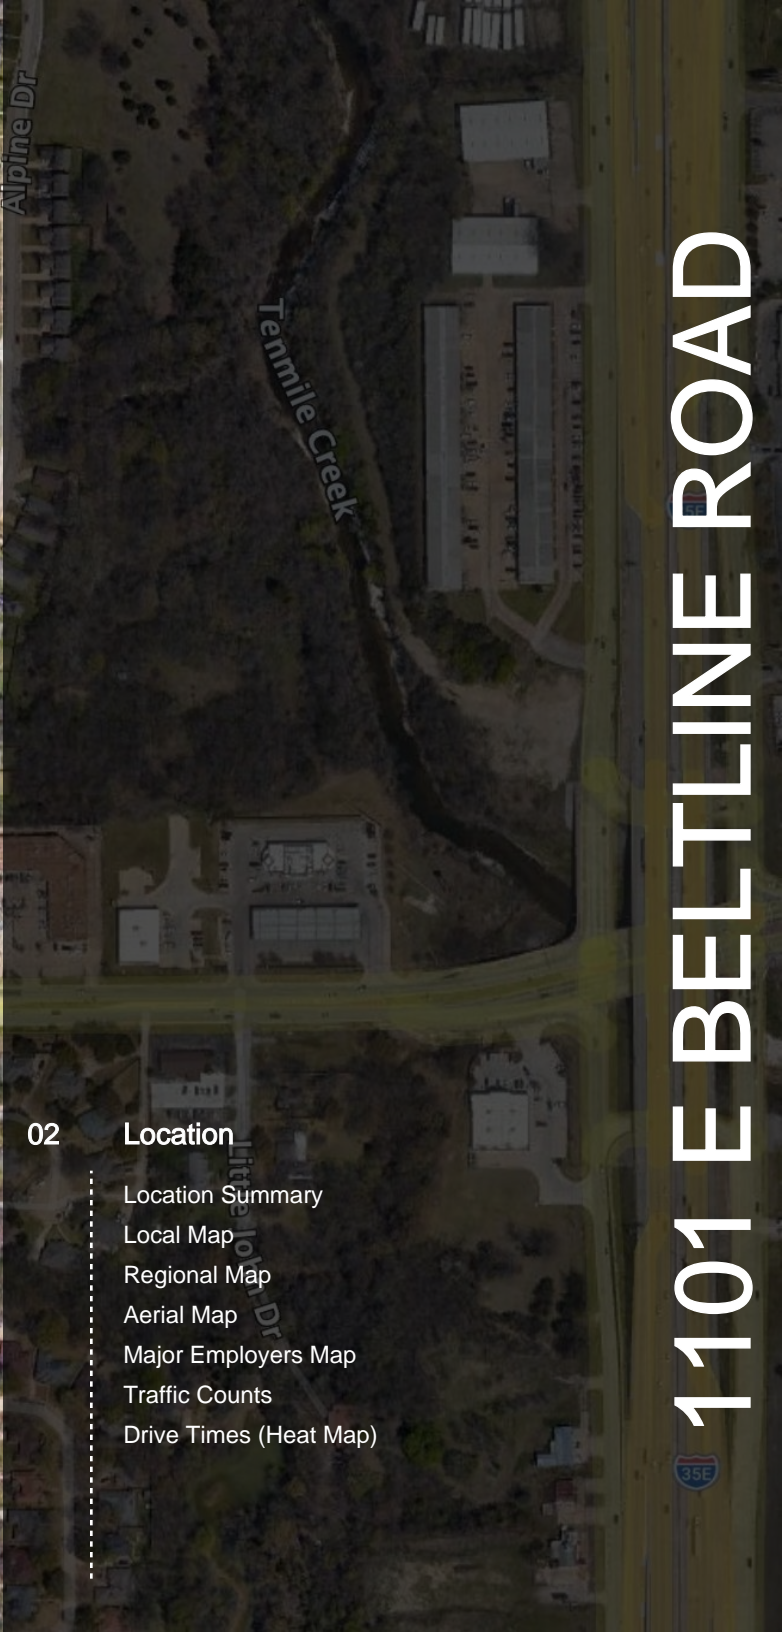 Alpine Dr
Tenmile Creek
35E
1101 E BELTLINE ROAD
02
Location
Little John Dr
Location Summary
Local Map
Regional Map
Aerial Map
Major Employers Map
Traffic Counts
Drive Times (Heat Map)
35E